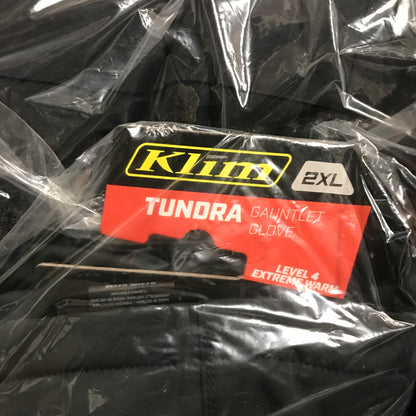 Klim
2XL
TUNDRA GAUNTLET
GLOVE
LEVEL 4
EXTREME WARM